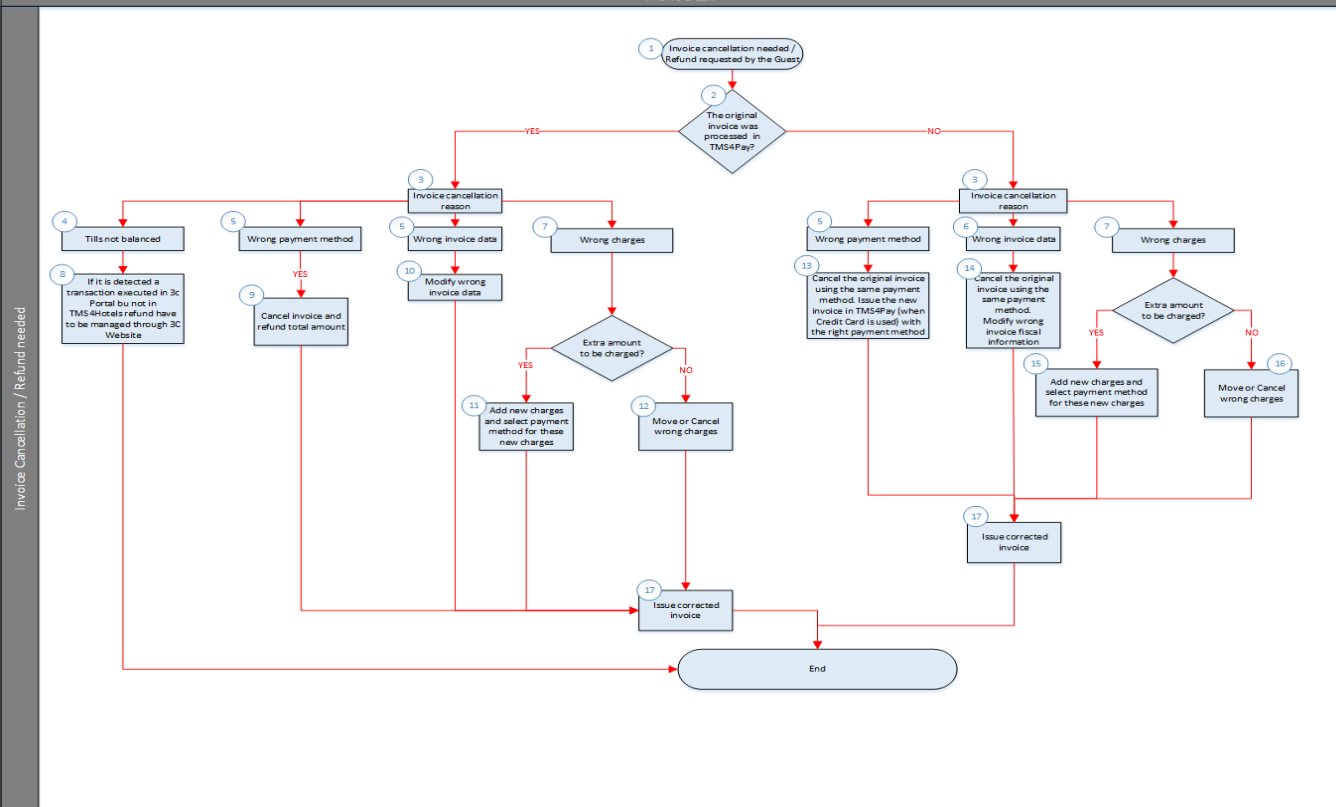 1
Invoice cancellation needed /
Refund requested by the Guest
2
The original
invoice was
processed in
TMS4Pay?
YES
NO
3
Invoice cancellation
reason
3
Invoice cancellation
reason
4
Tills not balanced
5
Wrong payment method
5
Wrong invoice data
7
Wrong charges
5
Wrong payment method
6
Wrong invoice data
7
Wrong charges
8
If it is detected a
transaction executed in 3c
Portal bu not in
TMS4Hotels refund have
to be managed through 3C
Website
YES
9
Cancel invoice and
refund total amount
10
Modify wrong
invoice data
Extra amount
to be charged?
YES
NO
11
Add new charges
and select payment
method for these
new charges
12
Move or Cancel
wrong charges
13
Cancel the original invoice
using the same payment
method. Issue the new
invoice in TMS4Pay (when
Credit Card is used) with
the right payment method
14
Cancel the original
invoice using the
same payment
method.
Modify wrong
invoice fiscal
information
Extra amount
to be charged?
YES
NO
15
Add new charges and
select payment method
for these new charges
16
Move or Cancel
wrong charges
17
Issue corrected
invoice
17
Issue corrected
invoice
End
Invoice Cancellation / Refund needed